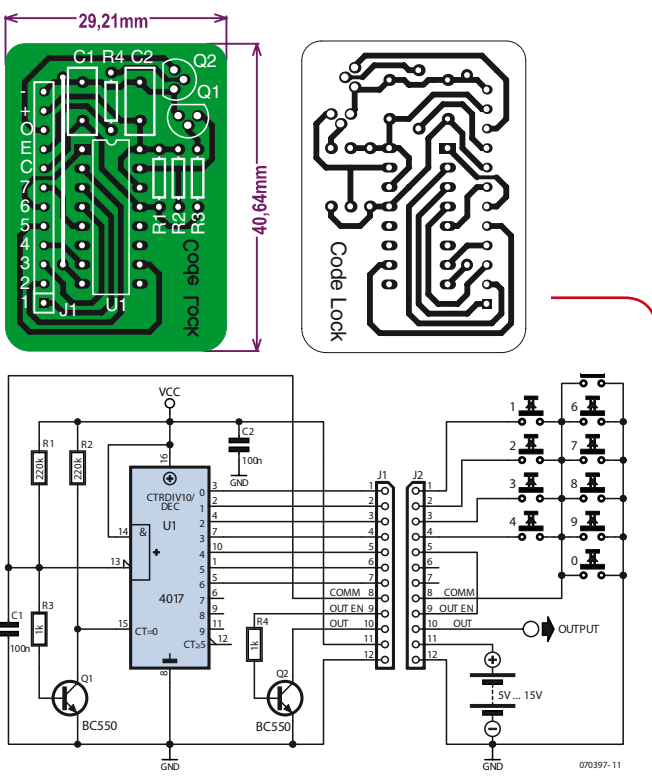 29,21mm
40,64mm
C1 R4 C2
Q2
Q1
-
+
O
E
C
7
6
5
4
3
2
1
J1
U1
R1
R2
R3
Code Lock
Code Lock
VCC
R1
220k
R2
220k
C2
100n
GND
16
CTRDIV10/
DEC
U1
14
&
13
4017
15
CT=0
8
0 3
1 2
2 4
3 7
4 10
5 1
6 5
7 6
8 9
9 11
CT≥5 12
C1
100n
R3
1k
Q1
BC550
GND
R4
1k
Q2
BC550
GND
J1
1
2
3
4
5
6
7
COMM 8
OUT EN 9
OUT 10
11
12
J2
1
2
3
4
5
6
7
8 COMM
9 OUT EN
10 OUT
11
12
1
2
3
4
6
7
8
9
0
OUTPUT
5V ... 15V
GND
070397- 11